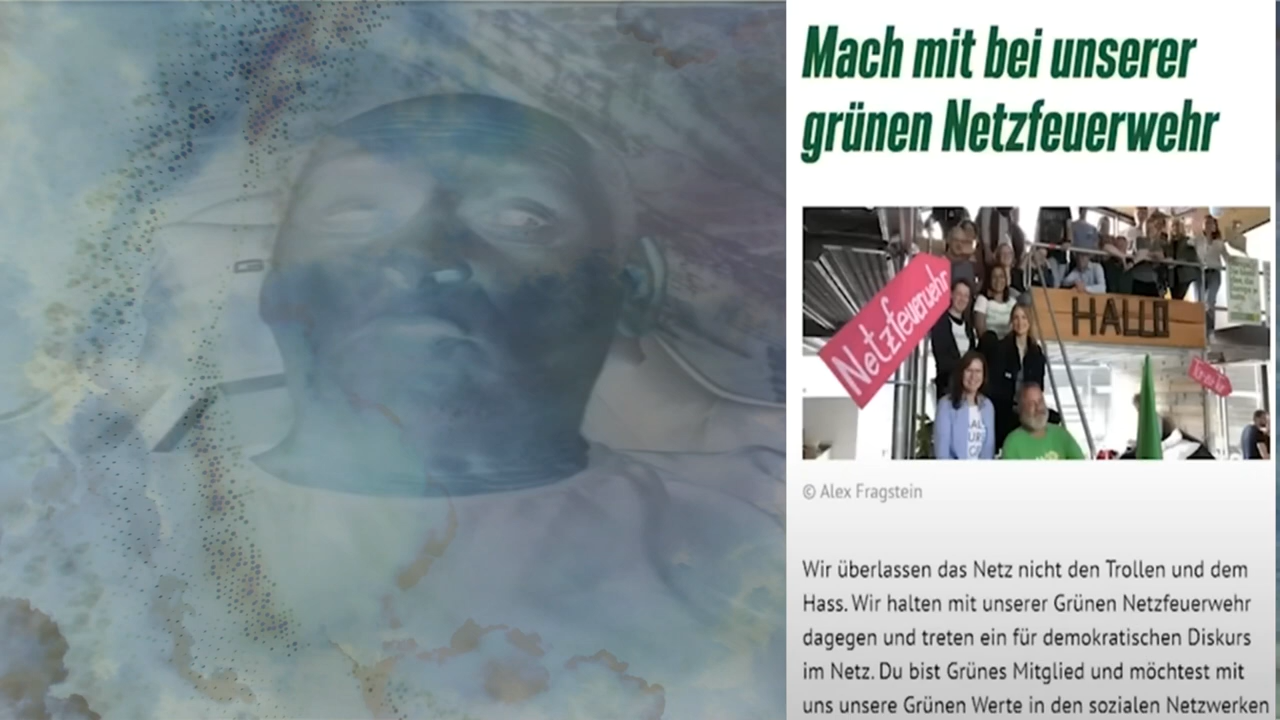 Mach mit bei unserer
grünen Netzfeuerwehr
Netzfeuerwehr
HALLO
© Alex Fragstein
Wir überlassen das Netz nicht den Trollen und dem
Hass. Wir halten mit unserer Grünen Netzfeuerwehr
dagegen und treten ein für demokratischen Diskurs
im Netz. Du bist Grünes Mitglied und möchtest mit
uns unsere Grünen Werte in den sozialen Netzwerken